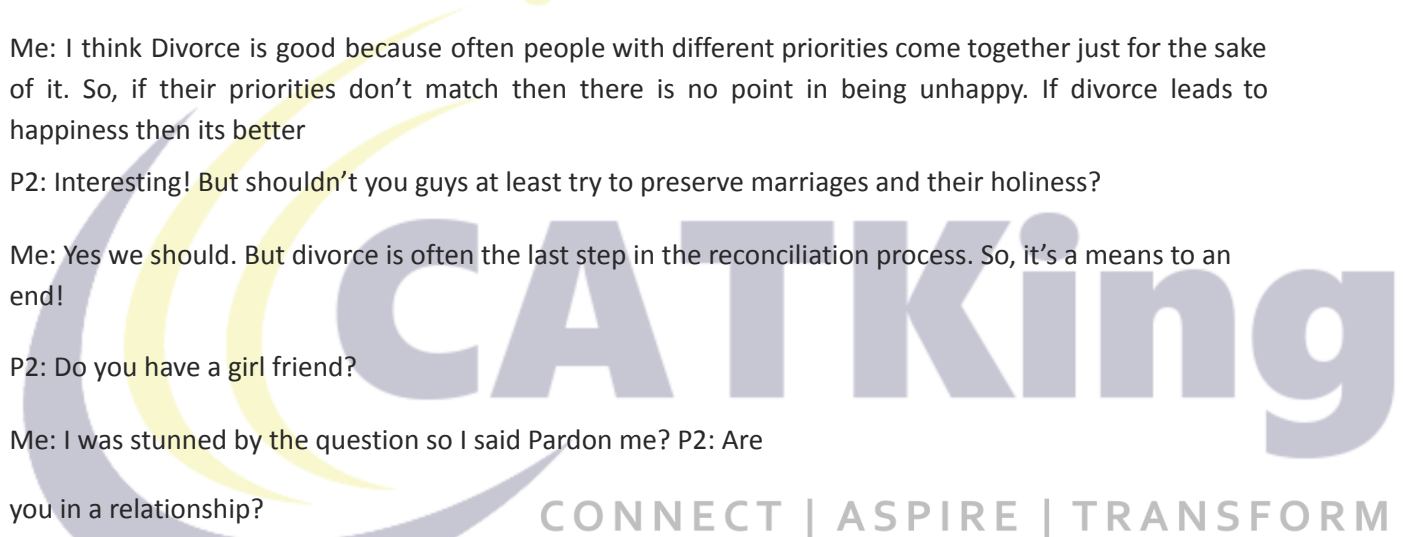 Me: I think Divorce is good because often people with different priorities come together just for the sake
of it. So, if their priorities don’t match then there is no point in being unhappy. If divorce leads to
happiness then its better
P2: Interesting! But shouldn’t you guys at least try to preserve marriages and their holiness?
Me: Yes we should. But divorce is often the last step in the reconciliation process. So, it’s a means to an
end!
CATKing
P2: Do you have a girl friend?
Me: I was stunned by the question so I said Pardon me? P2: Are
you in a relationship?
CONNECT | ASPIRE | TRANSFORM